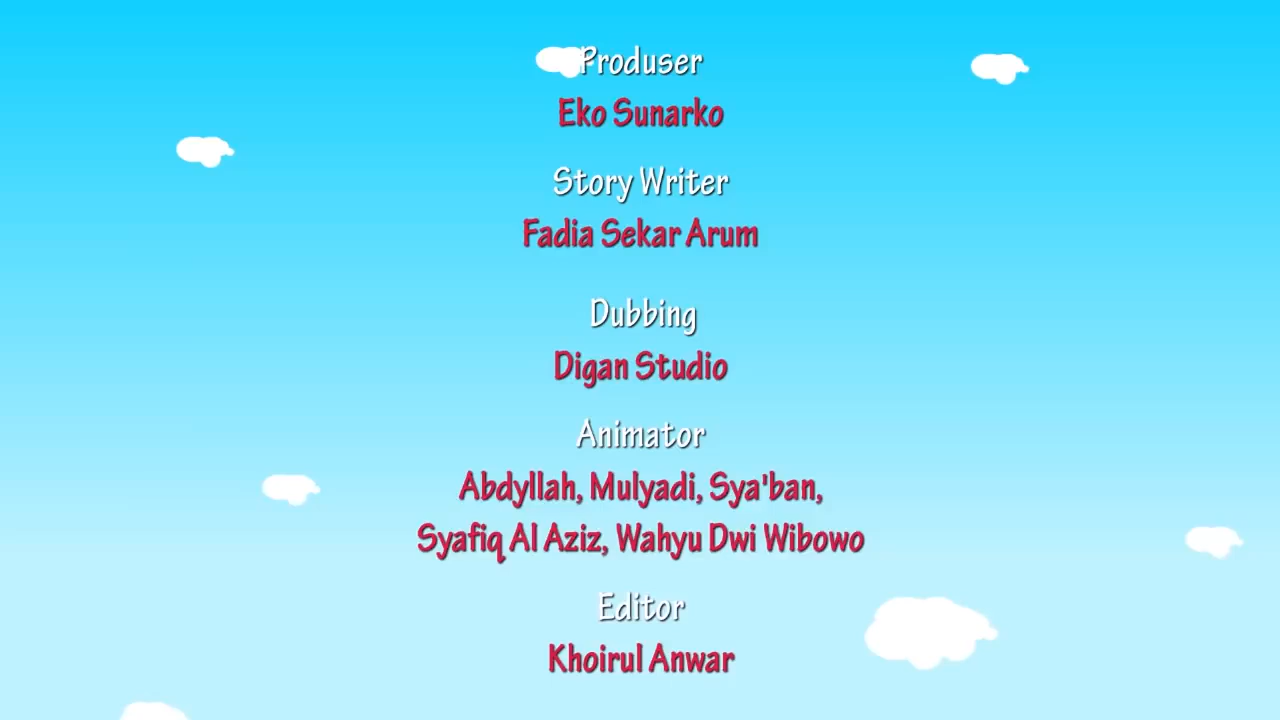 Produser
Eko Sunarko
Story Writer
Fadia Sekar Arum
Dubbing
Digan Studio
Animator
Abdyllah, Mulyadi, Sya'ban,
Syafiq Al Aziz, Wahyu Dwi Wibowo
Editor
Khoirul Anwar